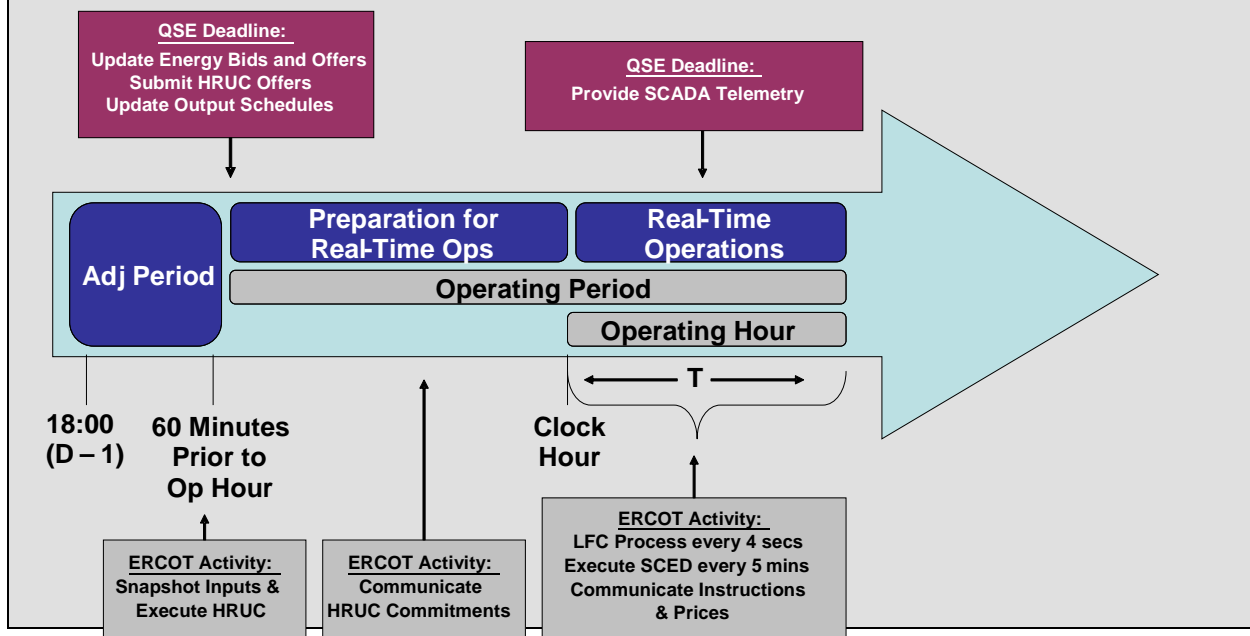 QSE Deadline:
Update Energy Bids and Offers
Submit HRUC Offers
Update Output Schedules
QSE Deadline:
Provide SCADA Telemetry
Adj Period
Preparation for
Real-Time Ops
Real-Time
Operations
Operating Period
Operating Hour
T
18:00
(D – 1)
60 Minutes
Prior to
Op Hour
Clock
Hour
ERCOT Activity:
Snapshot Inputs &
Execute HRUC
ERCOT Activity:
Communicate
HRUC Commitments
ERCOT Activity:
LFC Process every 4 secs
Execute SCED every 5 mins
Communicate Instructions
& Prices